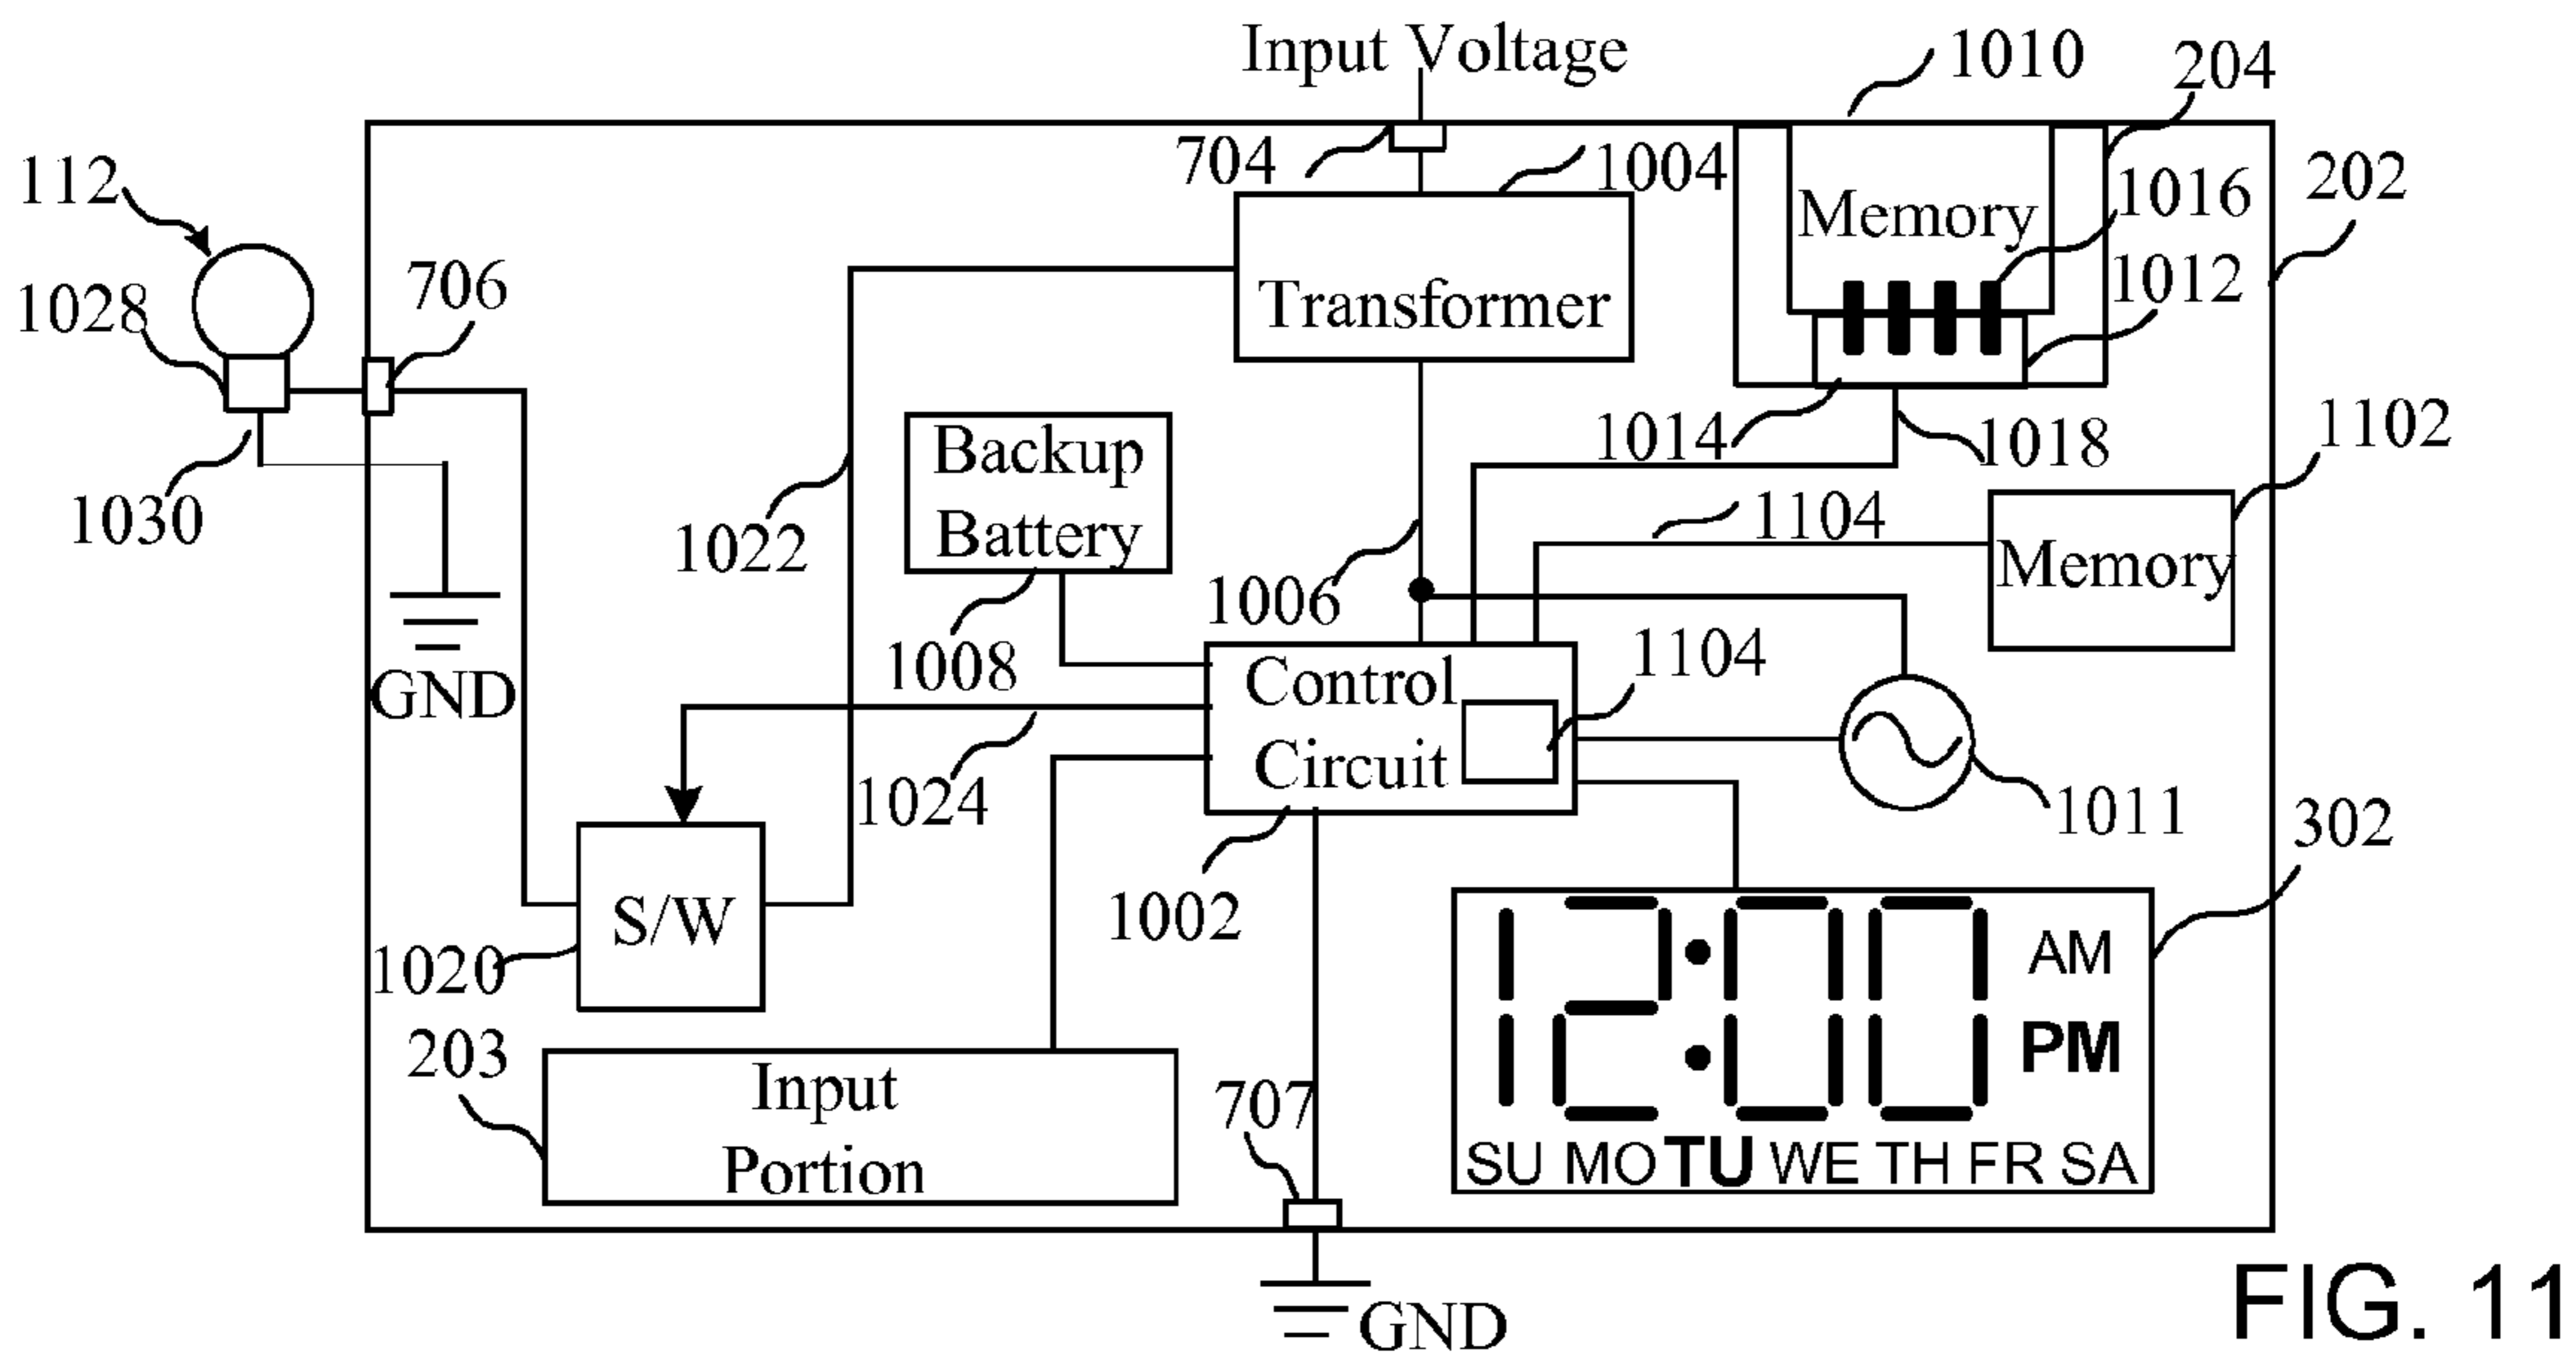 Input Voltage
1010
204
704
1004
112
Memory
1016
202
706
1028
Transformer
1012
Backup
Battery
1014
1018
1102
1030
1022
1104
Memory
1006
1008
Control
Circuit
1104
GND
1024
1011
302
S/W
1002
1020
12:00
AM
PM
203
Input
Portion
707
SU MO TU WE TH FR SA
GND
FIG. 11